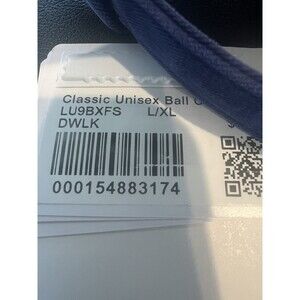 Classic Unisex Ball
LU9BXFS L/XL
DWLK
000154883174